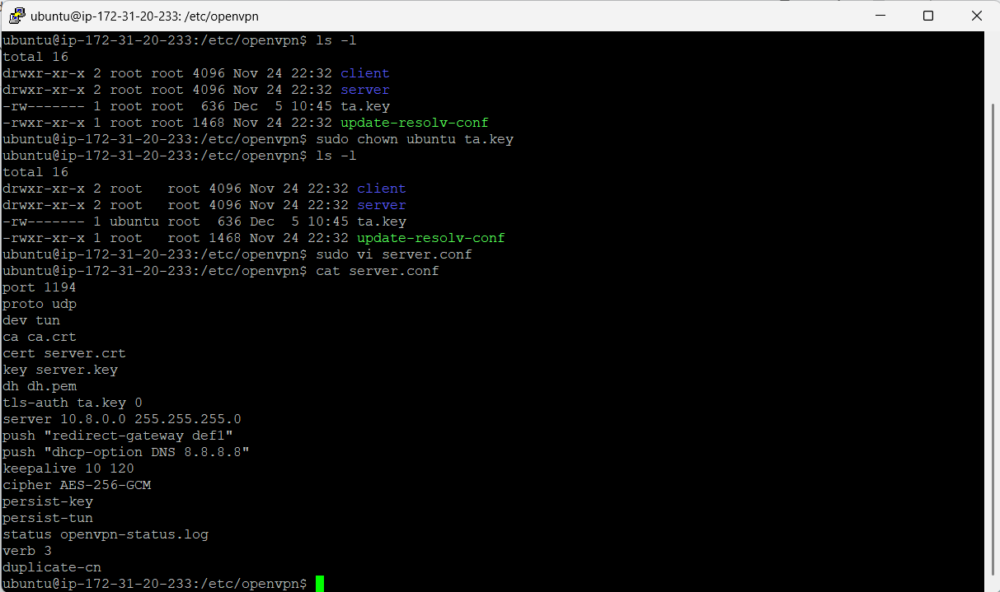 ubuntu@ip-172-31-20-233: /etc/openvpn
ubuntu@ip-172-31-20-233:/etc/openvpn$ ls -l
total 16
drwxr-xr-x 2 root root 4096 Nov 24 22:32 client
drwxr-xr-x 2 root root 4096 Nov 24 22:32 server
-rw------- 1 root root  636 Dec  5 10:45 ta.key
-rwxr-xr-x 1 root root 1468 Nov 24 22:32 update-resolv-conf
ubuntu@ip-172-31-20-233:/etc/openvpn$ sudo chown ubuntu ta.key
ubuntu@ip-172-31-20-233:/etc/openvpn$ ls -l
total 16
drwxr-xr-x 2 root   root 4096 Nov 24 22:32 client
drwxr-xr-x 2 root   root 4096 Nov 24 22:32 server
-rw------- 1 ubuntu root  636 Dec  5 10:45 ta.key
-rwxr-xr-x 1 root   root 1468 Nov 24 22:32 update-resolv-conf
ubuntu@ip-172-31-20-233:/etc/openvpn$ sudo vi server.conf
ubuntu@ip-172-31-20-233:/etc/openvpn$ cat server.conf
port 1194
proto udp
dev tun
ca ca.crt
cert server.crt
key server.key
dh dh.pem
tls-auth ta.key 0
server 10.8.0.0 255.255.255.0
push "redirect-gateway def1"
push "dhcp-option DNS 8.8.8.8"
keepalive 10 120
cipher AES-256-GCM
persist-key
persist-tun
status openvpn-status.log
verb 3
duplicate-cn
ubuntu@ip-172-31-20-233:/etc/openvpn$